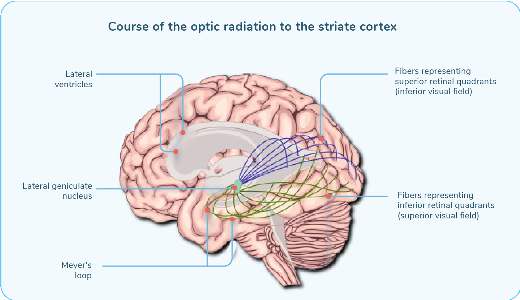 Course of the optic radiation to the striate cortex
Lateral
ventricles
Fibers representing
superior retinal quadrants
(inferior visual field)
Lateral geniculate
nucleus
Fibers representing
inferior retinal quadrants
(superior visual field)
Meyer's
loop